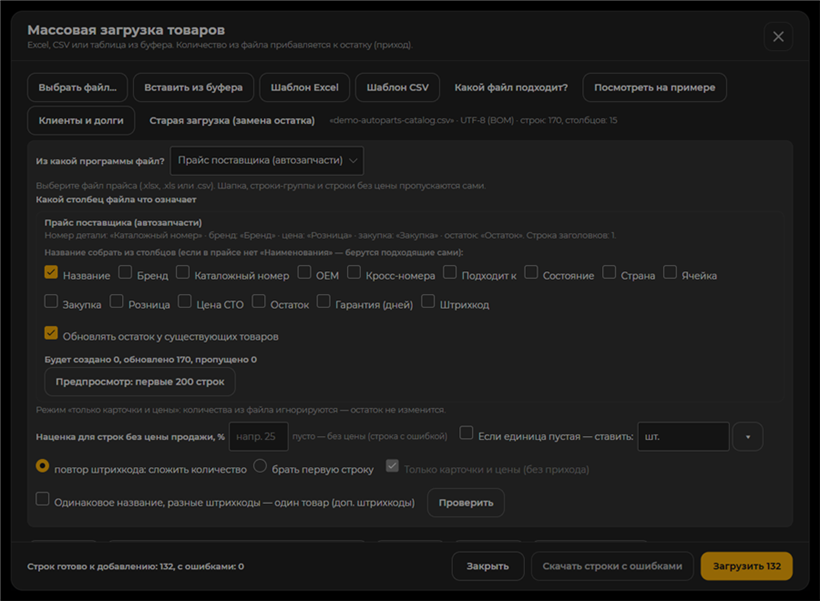 Массовая загрузка товаров
Excel, CSV или таблица из буфера. Количество из файла прибавляется к остатку (приход).
Выбрать файл... Вставить из буфера Шаблон Excel Шаблон CSV Какой файл подходит? Посмотреть на примере
Клиенты и долги Старая загрузка (замена остатка) «demo-autoparts-catalog.csv» · UTF-8 (BOM) · строк: 170, столбцов: 15
Из какой программы файл? Прайс поставщика (автозапчасти)
Выберите файл прайса (.xlsx, .xls или .csv). Шапка, строки-группы и строки без цены пропускаются сами.
Какой столбец файла что означает
Прайс поставщика (автозапчасти)
Номер детали: «Каталожный номер» · бренд: «Бренд» · цена: «Розница» · закупка: «Закупка» · остаток: «Остаток». Строка заголовков: 1.
Название собрать из столбцов (если в прайсе нет «Наименования» — берутся подходящие сами):
Название Бренд Каталожный номер OEM Кросс-номера Подходит к Состояние Страна Ячейка
Закупка Розница Цена СТО Остаток Гарантия (дней) Штрихкод
Обновлять остаток у существующих товаров
Будет создано 0, обновлено 170, пропущено 0
Предпросмотр: первые 200 строк
Режим «только карточки и цены»: количества из файла игнорируются — остаток не изменится.
Наценка для строк без цены продажи, % напр. 25 пусто — без цены (строка с ошибкой) Если единица пустая — ставить: шт.
повтор штрихкода: сложить количество брать первую строку Только карточки и цены (без прихода)
Одинаковое название, разные штрихкоды — один товар (доп. штрихкоды) Проверить
Строк готово к добавлению: 132, с ошибками: 0 Закрыть Скачать строки с ошибками Загрузить 132